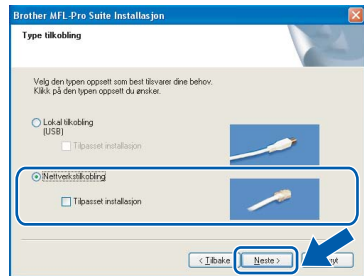 Brother MFL-Pro Suite Installasjon
Type tilkobling
Velg den typen oppsett som best tilsvarer dine behov.
Klikk på den typen oppsett du ønsker.
Lokal tilkobling
(USB)
Tilpasset installasjon
Nettverkstilkobling
Tilpasset installasjon
< Tilbake Neste >